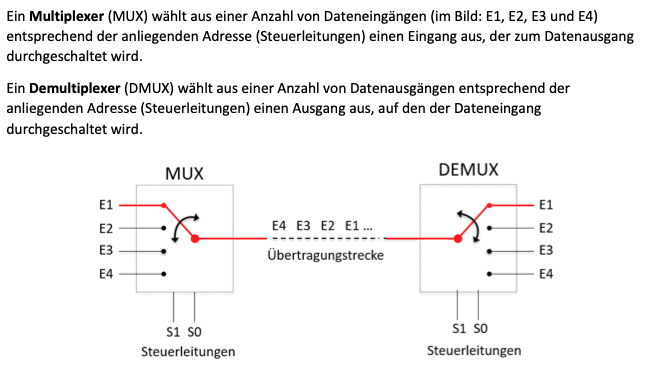 Ein Multiplexer (MUX) wählt aus einer Anzahl von Dateneingängen (im Bild: E1, E2, E3 und E4)
entsprechend der anliegenden Adresse (Steuerleitungen) einen Eingang aus, der zum Datenausgang
durchgeschaltet wird.
Ein Demultiplexer (DMUX) wählt aus einer Anzahl von Datenausgängen entsprechend der
anliegenden Adresse (Steuerleitungen) einen Ausgang aus, auf den der Dateneingang
durchgeschaltet wird.
MUX
E1
E2
E3
E4
S1 S0
Steuerleitungen
E4 E3 E2 E1 ...
Übertragungstrecke
DEMUX
E1
E2
E3
E4
S1 S0
Steuerleitungen